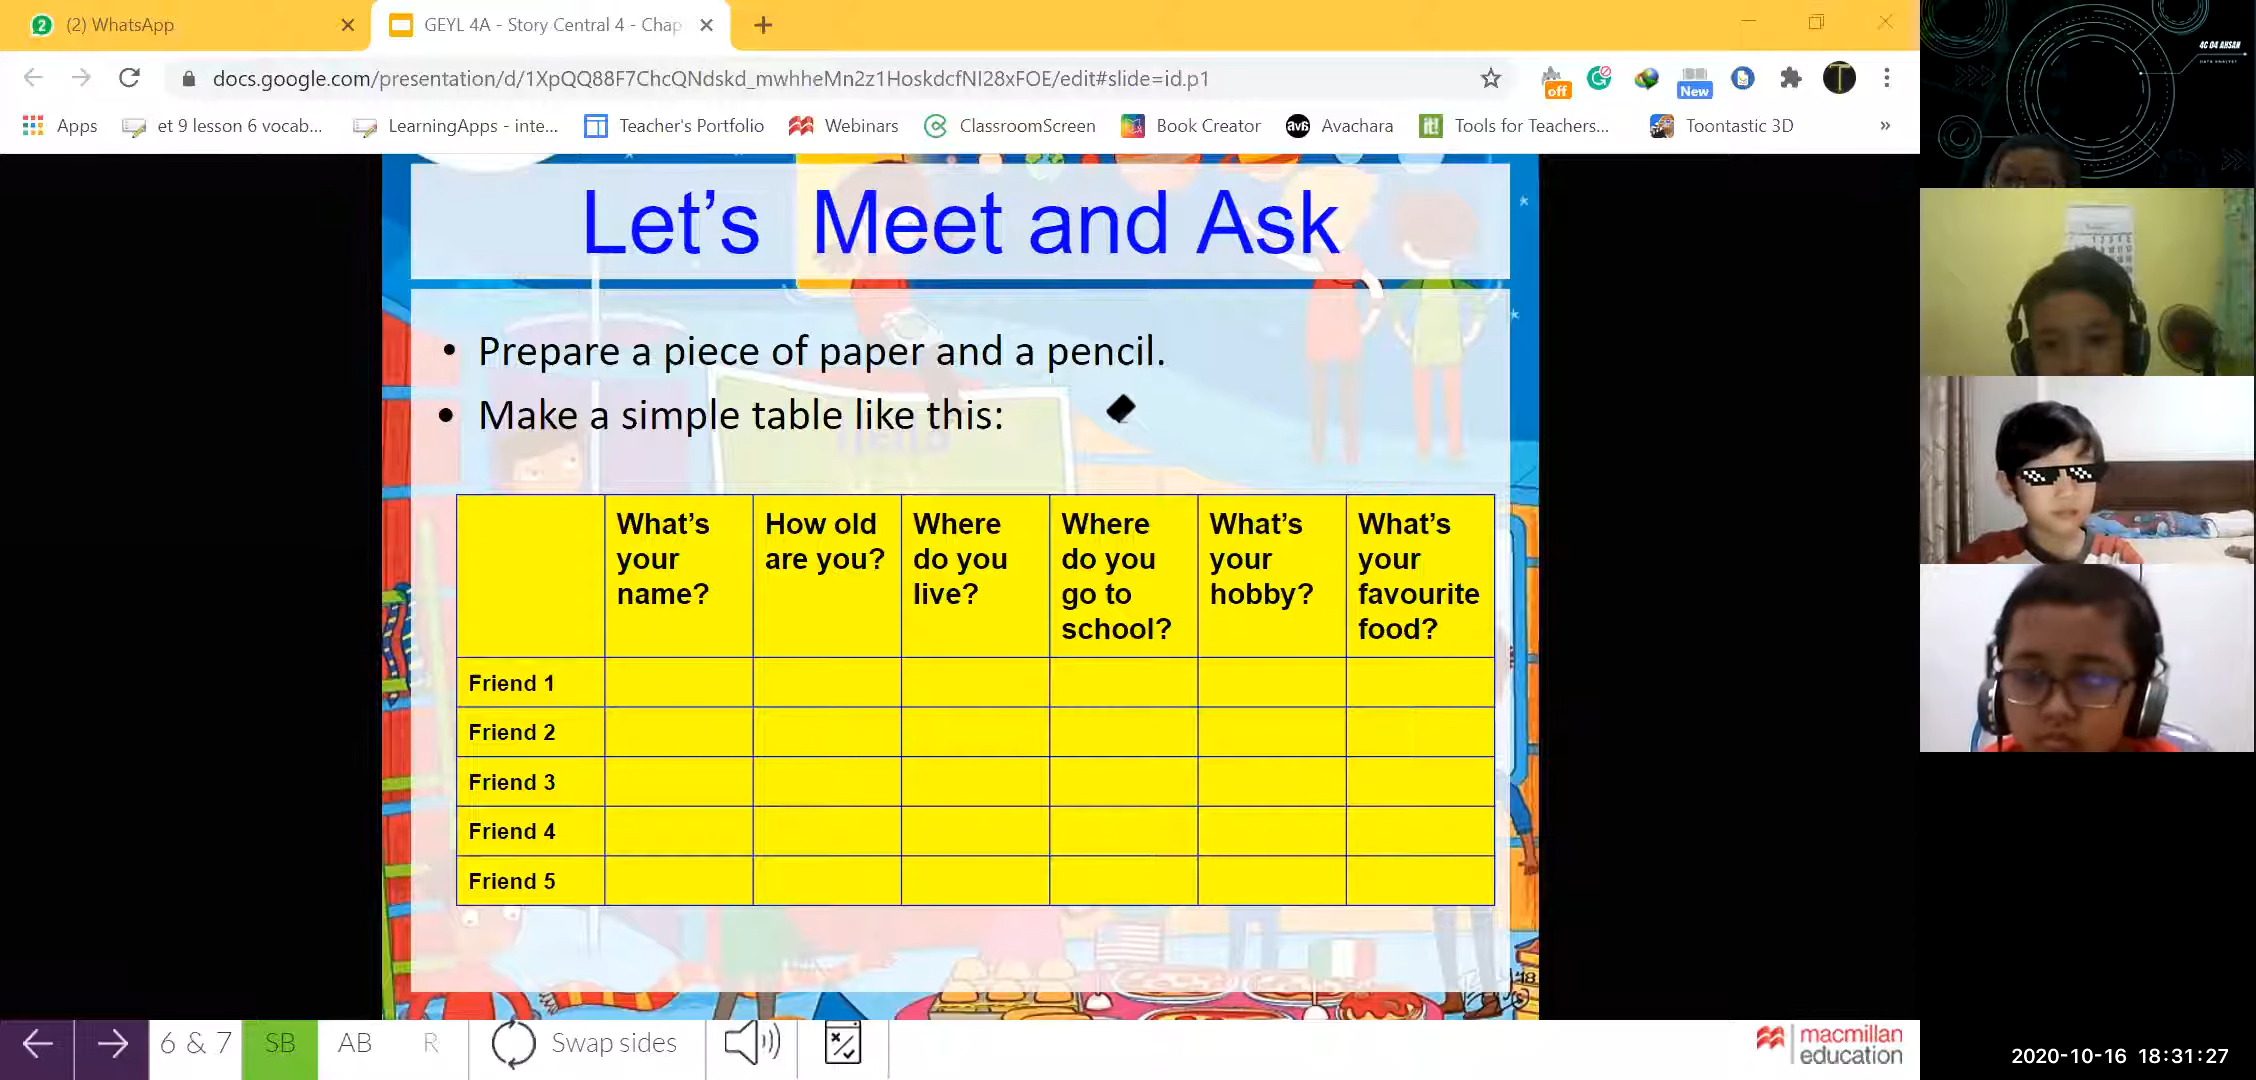 (2) WhatsApp
GEYL 4A - Story Central 4 - Chap
docs.google.com/presentation/d/1XpQQ88F7ChcQNdskd_mwhheMn2z1HoskdcfNI28xFOE/edit#slide=id.p1
off
New
T
Apps
et 9 lesson 6 vocab...
LearningApps - inte...
Teacher's Portfolio
Webinars
ClassroomScreen
Book Creator
Avachara
Tools for Teachers...
Toontastic 3D
4C 04 AHSAN
DATA ANALYST
Let's Meet and Ask
• Prepare a piece of paper and a pencil.
• Make a simple table like this:
What's your name?
How old are you?
Where do you live?
Where do you go to school?
What's your hobby?
What's your favourite food?
Friend 1
Friend 2
Friend 3
Friend 4
Friend 5
6 & 7
SB
AB
R
Swap sides
macmillan
education
2020-10-16 18:31:27